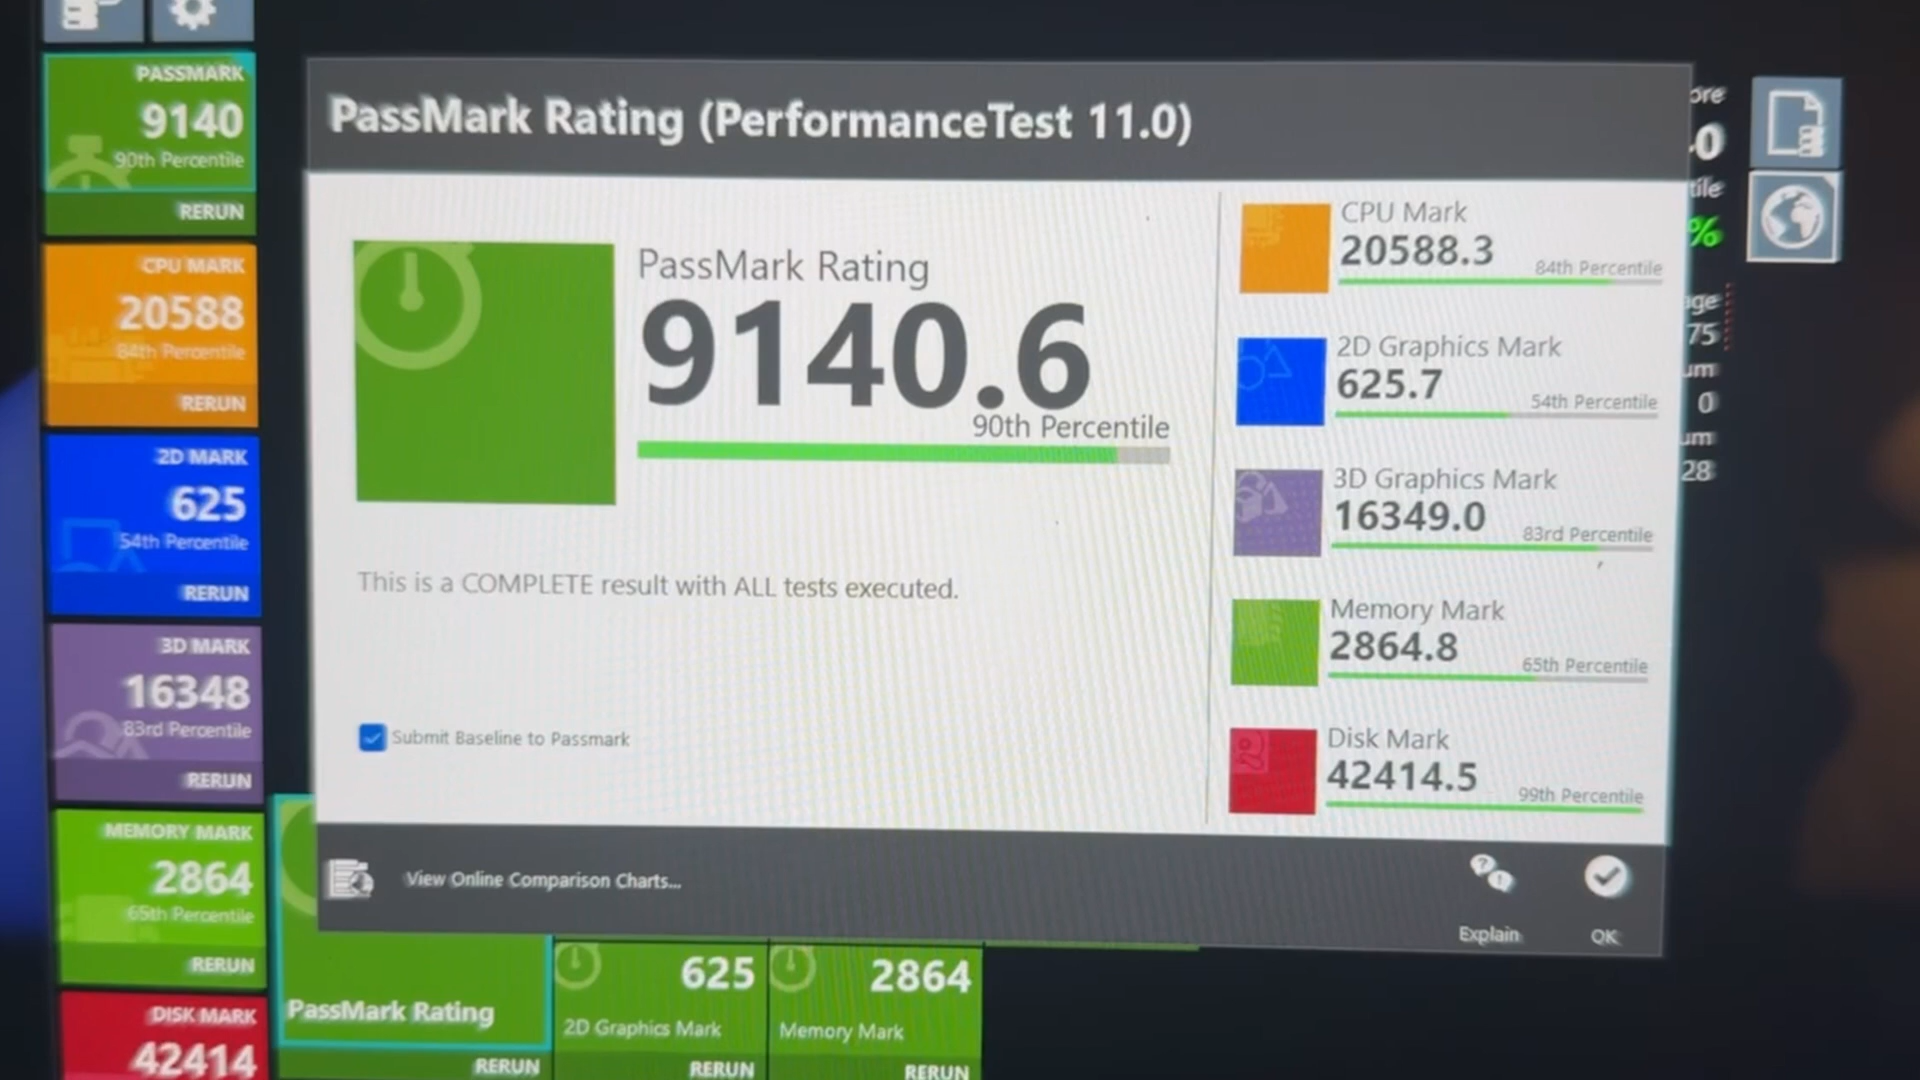 PASSMARK
9140
90th Percentile
RERUN
CPU MARK
20588
84th Percentile
RERUN
2D MARK
625
54th Percentile
RERUN
3D MARK
16348
83rd Percentile
RERUN
MEMORY MARK
2864
65th Percentile
RERUN
DISK MARK
42414
PassMark Rating (PerformanceTest 11.0)
PassMark Rating
9140.6
90th Percentile
This is a COMPLETE result with ALL tests executed.
Submit Baseline to Passmark
CPU Mark
20588.3
84th Percentile
2D Graphics Mark
625.7
54th Percentile
3D Graphics Mark
16349.0
83rd Percentile
Memory Mark
2864.8
65th Percentile
Disk Mark
42414.5
99th Percentile
View Online Comparison Charts...
Explain
OK
PassMark Rating
RERUN
625
2D Graphics Mark
RERUN
2864
Memory Mark
RERUN
%
75
0
28